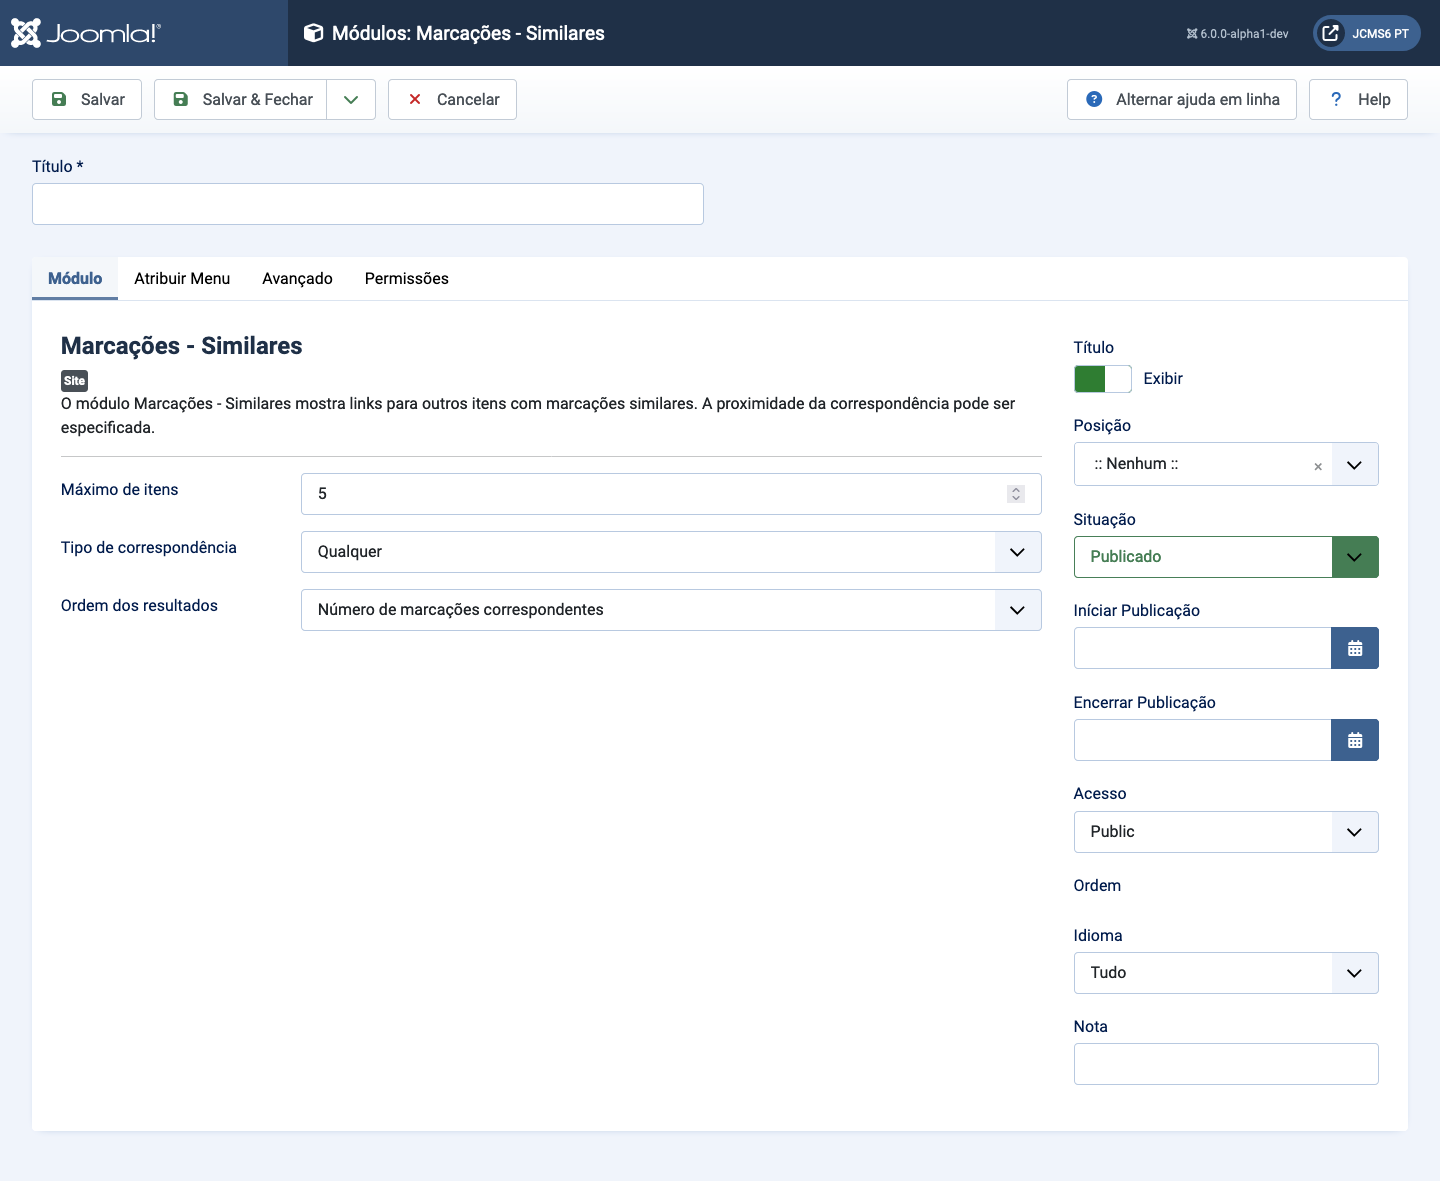 Joomla!®
Módulos: Marcações - Similares
6.0.0-alpha1-dev
JCMS6 PT
Salvar
Salvar & Fechar
Cancelar
Alternar ajuda em linha
Help
Título *
Módulo
Atribuir Menu
Avançado
Permissões
Marcações - Similares
Site
O módulo Marcações - Similares mostra links para outros itens com marcações similares. A proximidade da correspondência pode ser
especificada.
Máximo de itens
5
Tipo de correspondência
Qualquer
Ordem dos resultados
Número de marcações correspondentes
Título
Exibir
Posição
:: Nenhum ::
Situação
Publicado
Iníciar Publicação
Encerrar Publicação
Acesso
Public
Ordem
Idioma
Tudo
Nota